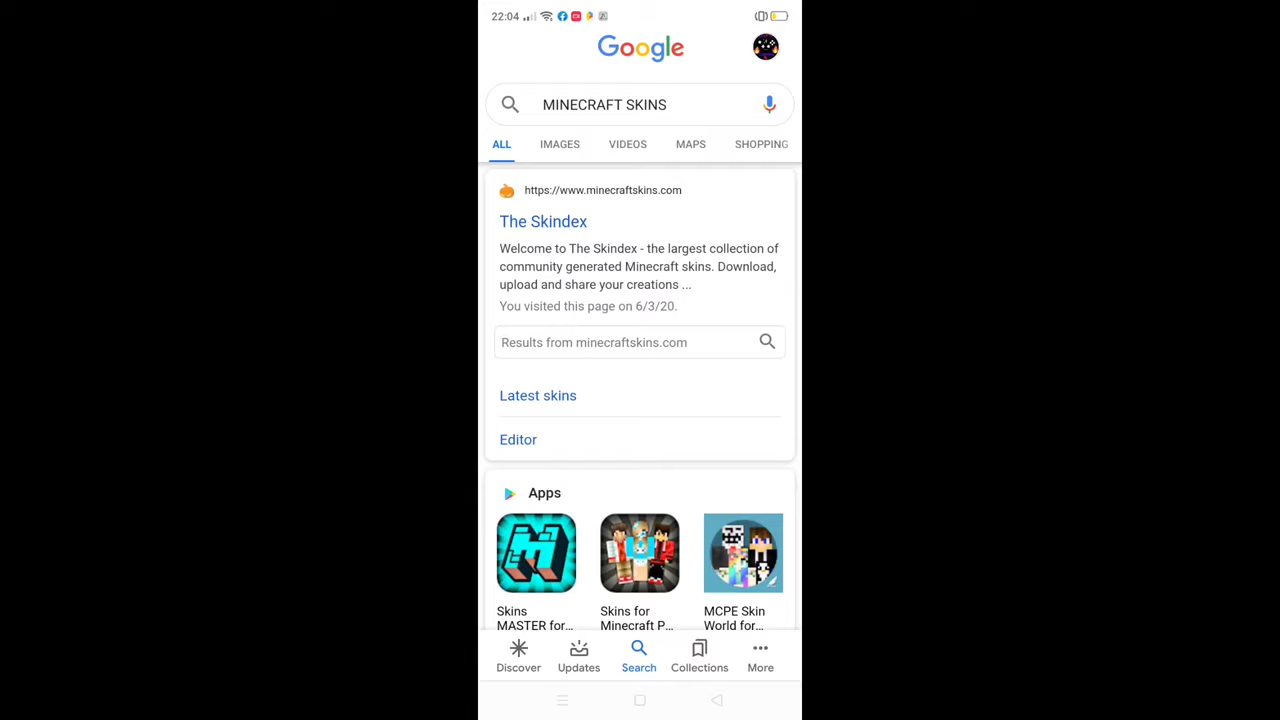 22:04
Google
MINECRAFT SKINS
ALL IMAGES VIDEOS MAPS SHOPPING
https://www.minecraftskins.com
The Skindex
Welcome to The Skindex - the largest collection of
community generated Minecraft skins. Download,
upload and share your creations ...
You visited this page on 6/3/20.
Results from minecraftskins.com
Latest skins
Editor
Apps
Skins
MASTER for...
Skins for
Minecraft P...
MCPE Skin
World for...
Discover Updates Search Collections More